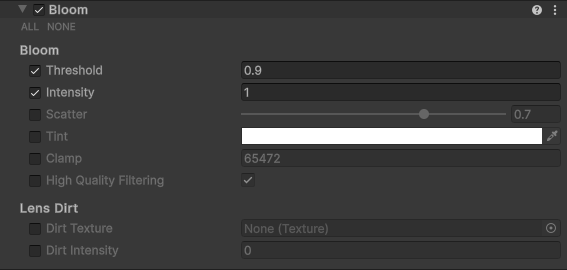 Bloom
ALL NONE
Bloom
Threshold 0.9
Intensity 1
Scatter 0.7
Tint
Clamp 65472
High Quality Filtering
Lens Dirt
Dirt Texture None (Texture)
Dirt Intensity 0